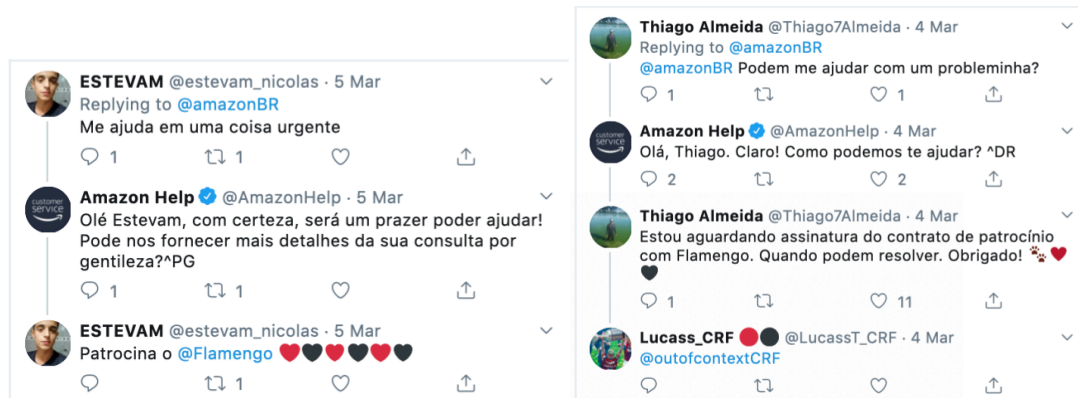 ESTEVAM @estevam_nicolas · 5 Mar
Replying to @amazonBR
Me ajuda em uma coisa urgente
1 1
customer service
Amazon Help @AmazonHelp · 5 Mar
Olé Estevam, com certeza, será um prazer poder ajudar!
Pode nos fornecer mais detalhes da sua consulta por
gentileza?^PG
1 1
ESTEVAM @estevam_nicolas · 5 Mar
Patrocina o @Flamengo ❤️🖤❤️🖤❤️🖤
1
Thiago Almeida @Thiago7Almeida · 4 Mar
Replying to @amazonBR
@amazonBR Podem me ajudar com um probleminha?
1 1
customer service
Amazon Help @AmazonHelp · 4 Mar
Olá, Thiago. Claro! Como podemos te ajudar? ^DR
2 2
Thiago Almeida @Thiago7Almeida · 4 Mar
Estou aguardando assinatura do contrato de patrocínio
com Flamengo. Quando podem resolver. Obrigado! 🐾❤️
🖤
1 11
Lucass_CRF 🔴⚫ @LucassT_CRF · 4 Mar
@outofcontextCRF